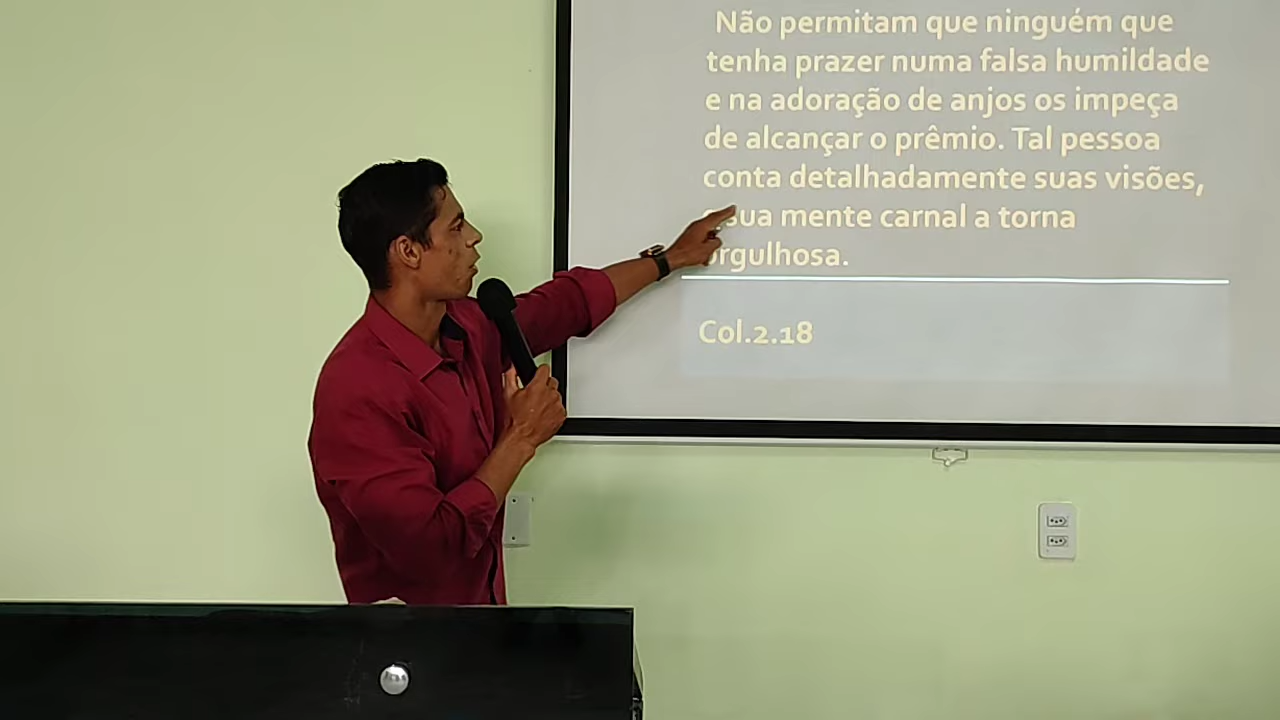 Não permitam que ninguém que
tenha prazer numa falsa humildade
e na adoração de anjos os impeça
de alcançar o prêmio. Tal pessoa
conta detalhadamente suas visões,
e sua mente carnal a torna
orgulhosa.
Col.2.18